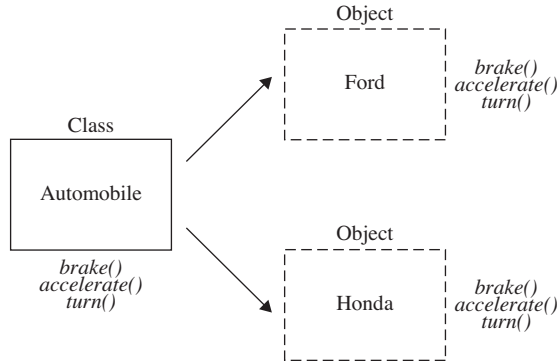 Object
Ford
brake()
accelerate()
turn()
Class
Automobile
brake()
accelerate()
turn()
Object
Honda
brake()
accelerate()
turn()